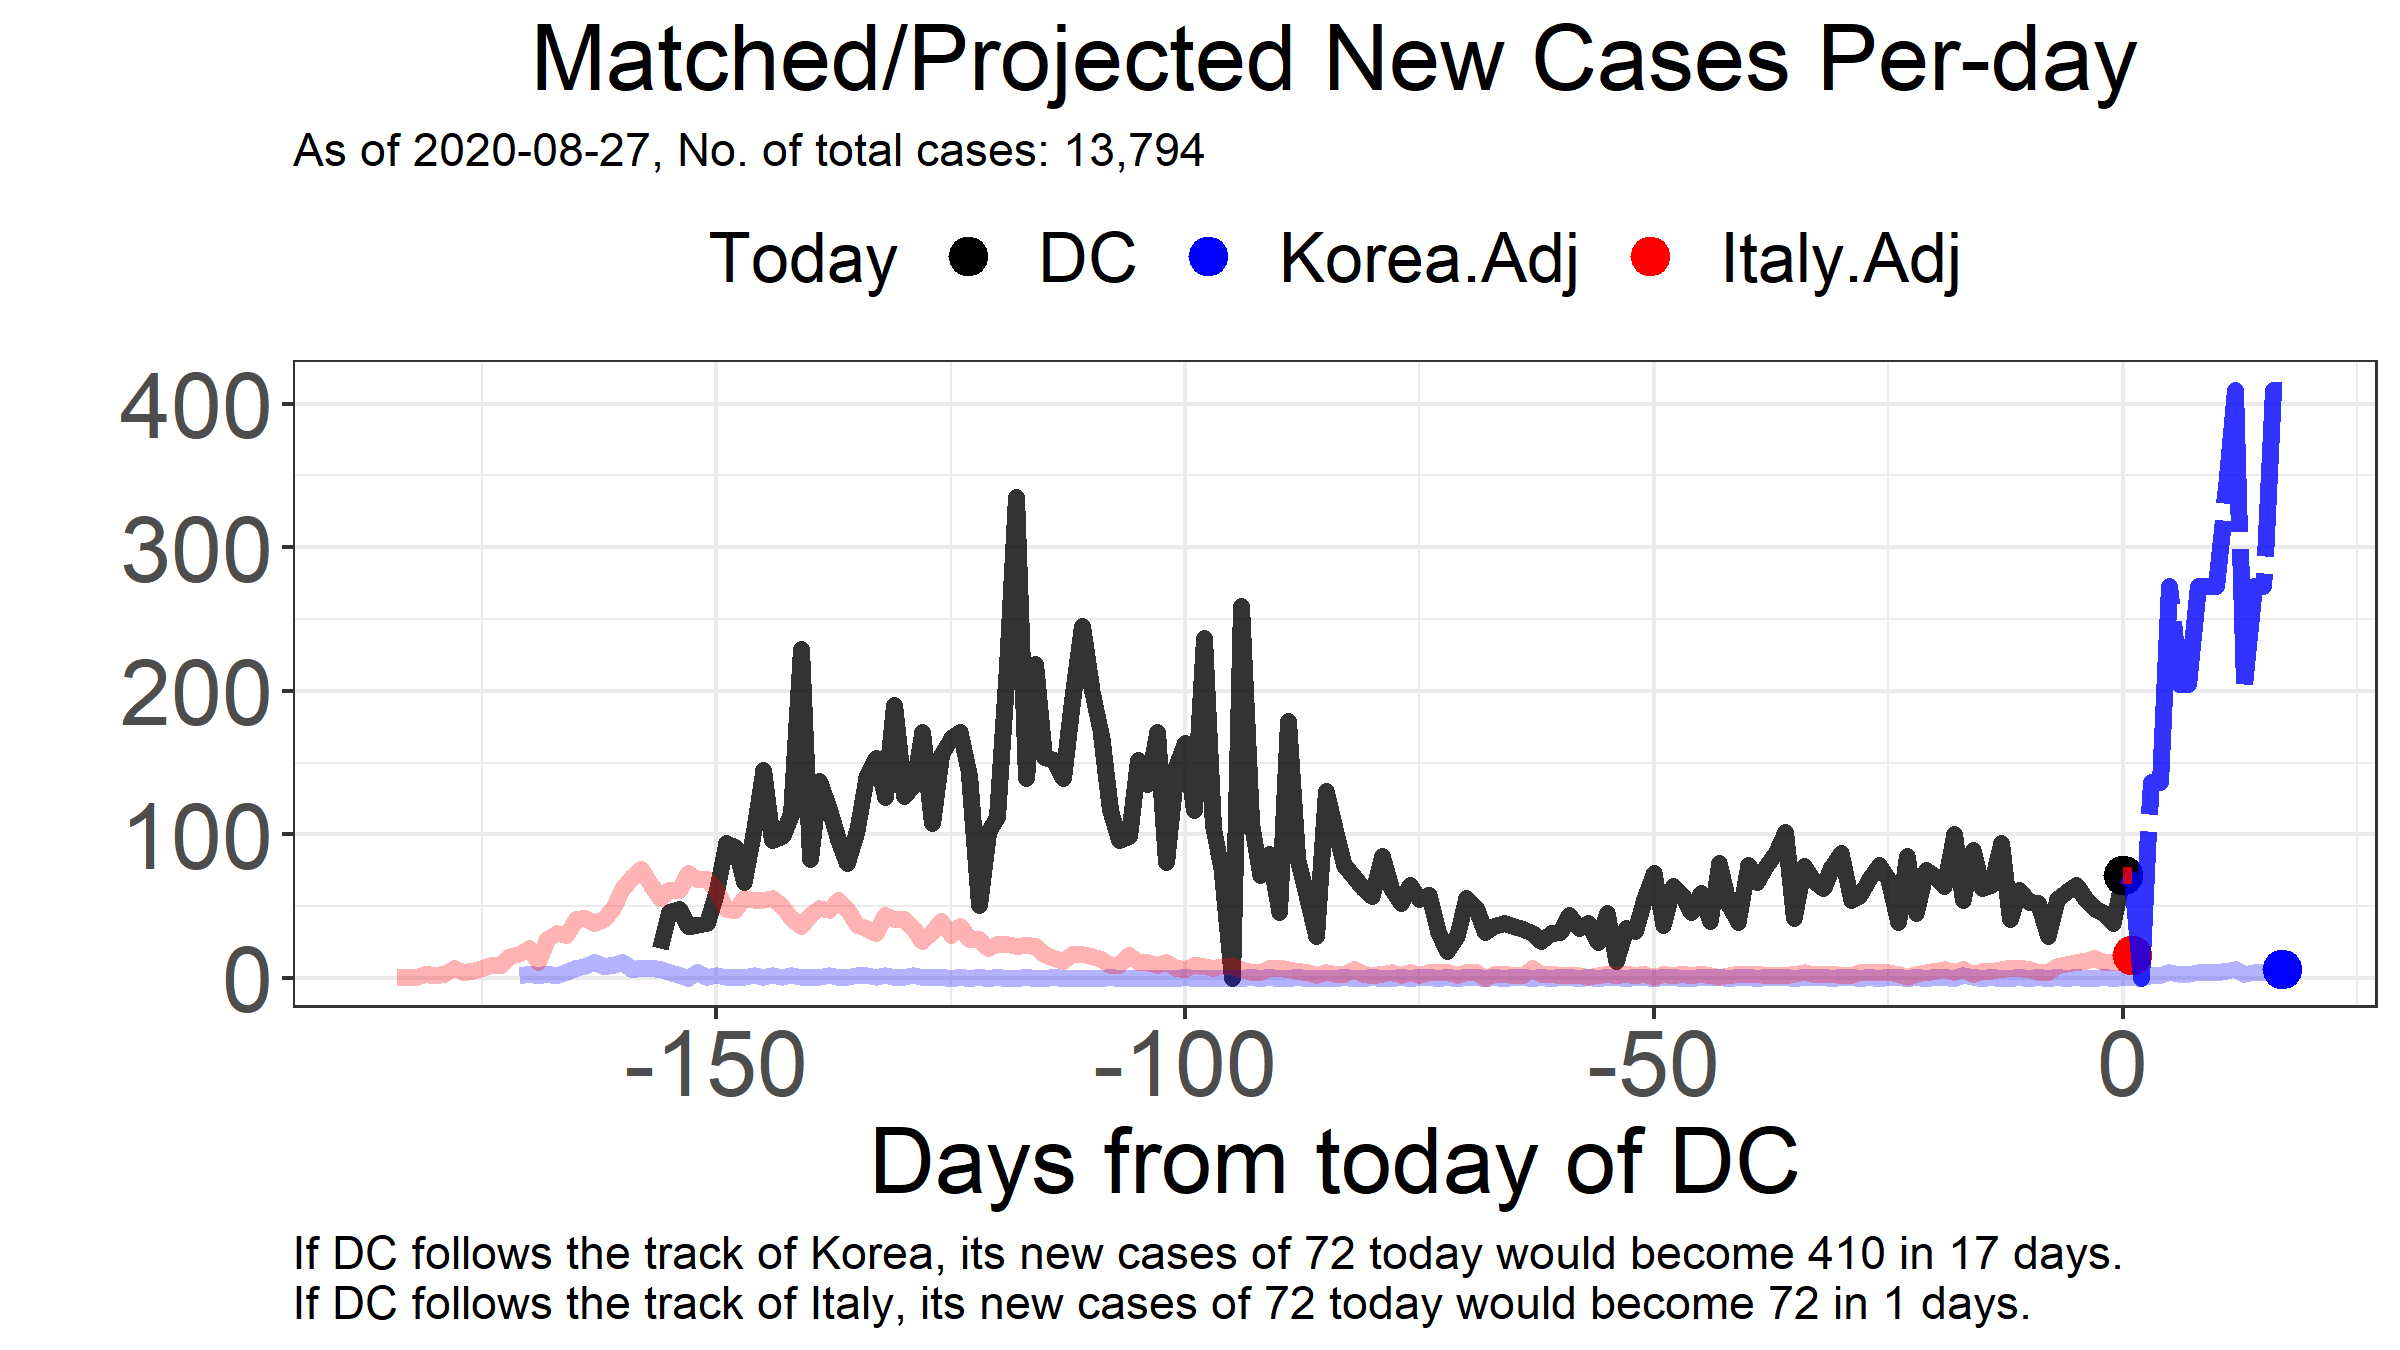 Matched/Projected New Cases Per-day
As of 2020-08-27, No. of total cases: 13,794
Today DC Korea.Adj Italy.Adj
400
300
200
100
0
-150 -100 -50 0
Days from today of DC
If DC follows the track of Korea, its new cases of 72 today would become 410 in 17 days.
If DC follows the track of Italy, its new cases of 72 today would become 72 in 1 days.